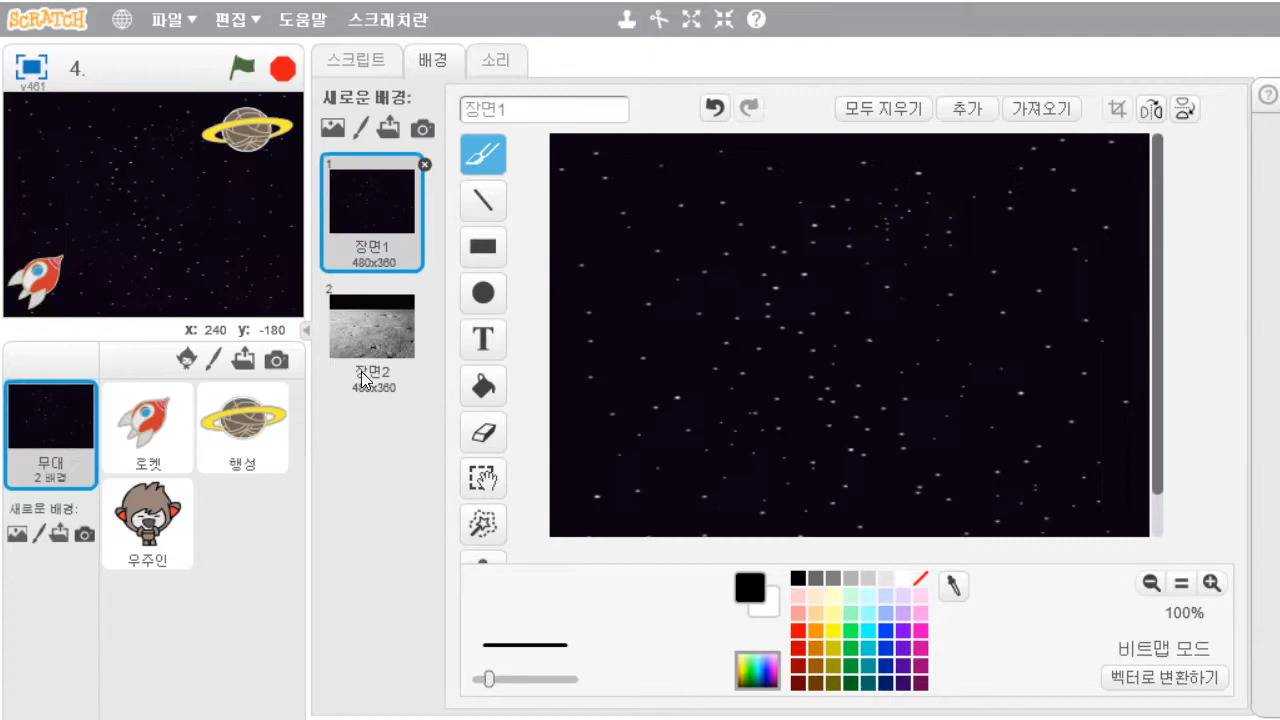 SCRATCH 파일▼ 편집▼ 도움말 스크래치란
4.
v461
스크립트 배경 소리
새로운 배경:
장면1
모두 지우기 추가 가져오기
1
장면1
480x360
2
장면2
480x360
x: 240 y: -180
무대
2 배경
로켓
행성
새로운 배경:
우주인
T
100%
비트맵 모드
벡터로 변환하기